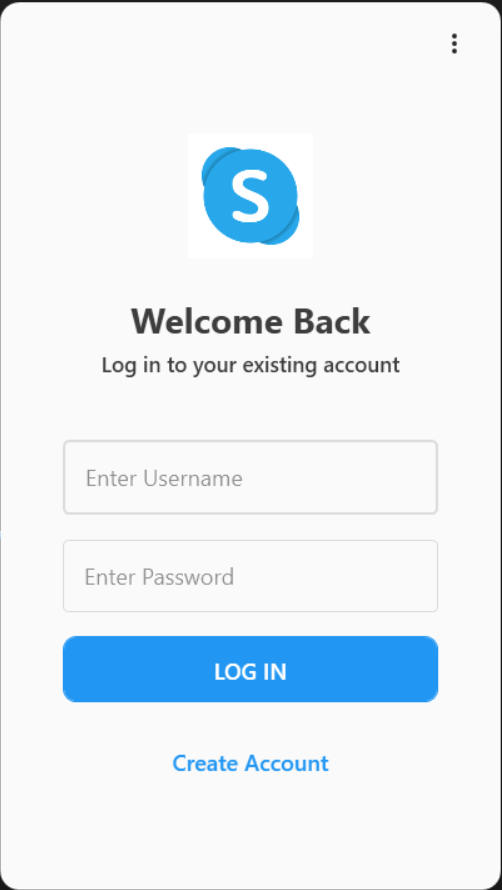 S
Welcome Back
Log in to your existing account
Enter Username
Enter Password
LOG IN
Create Account